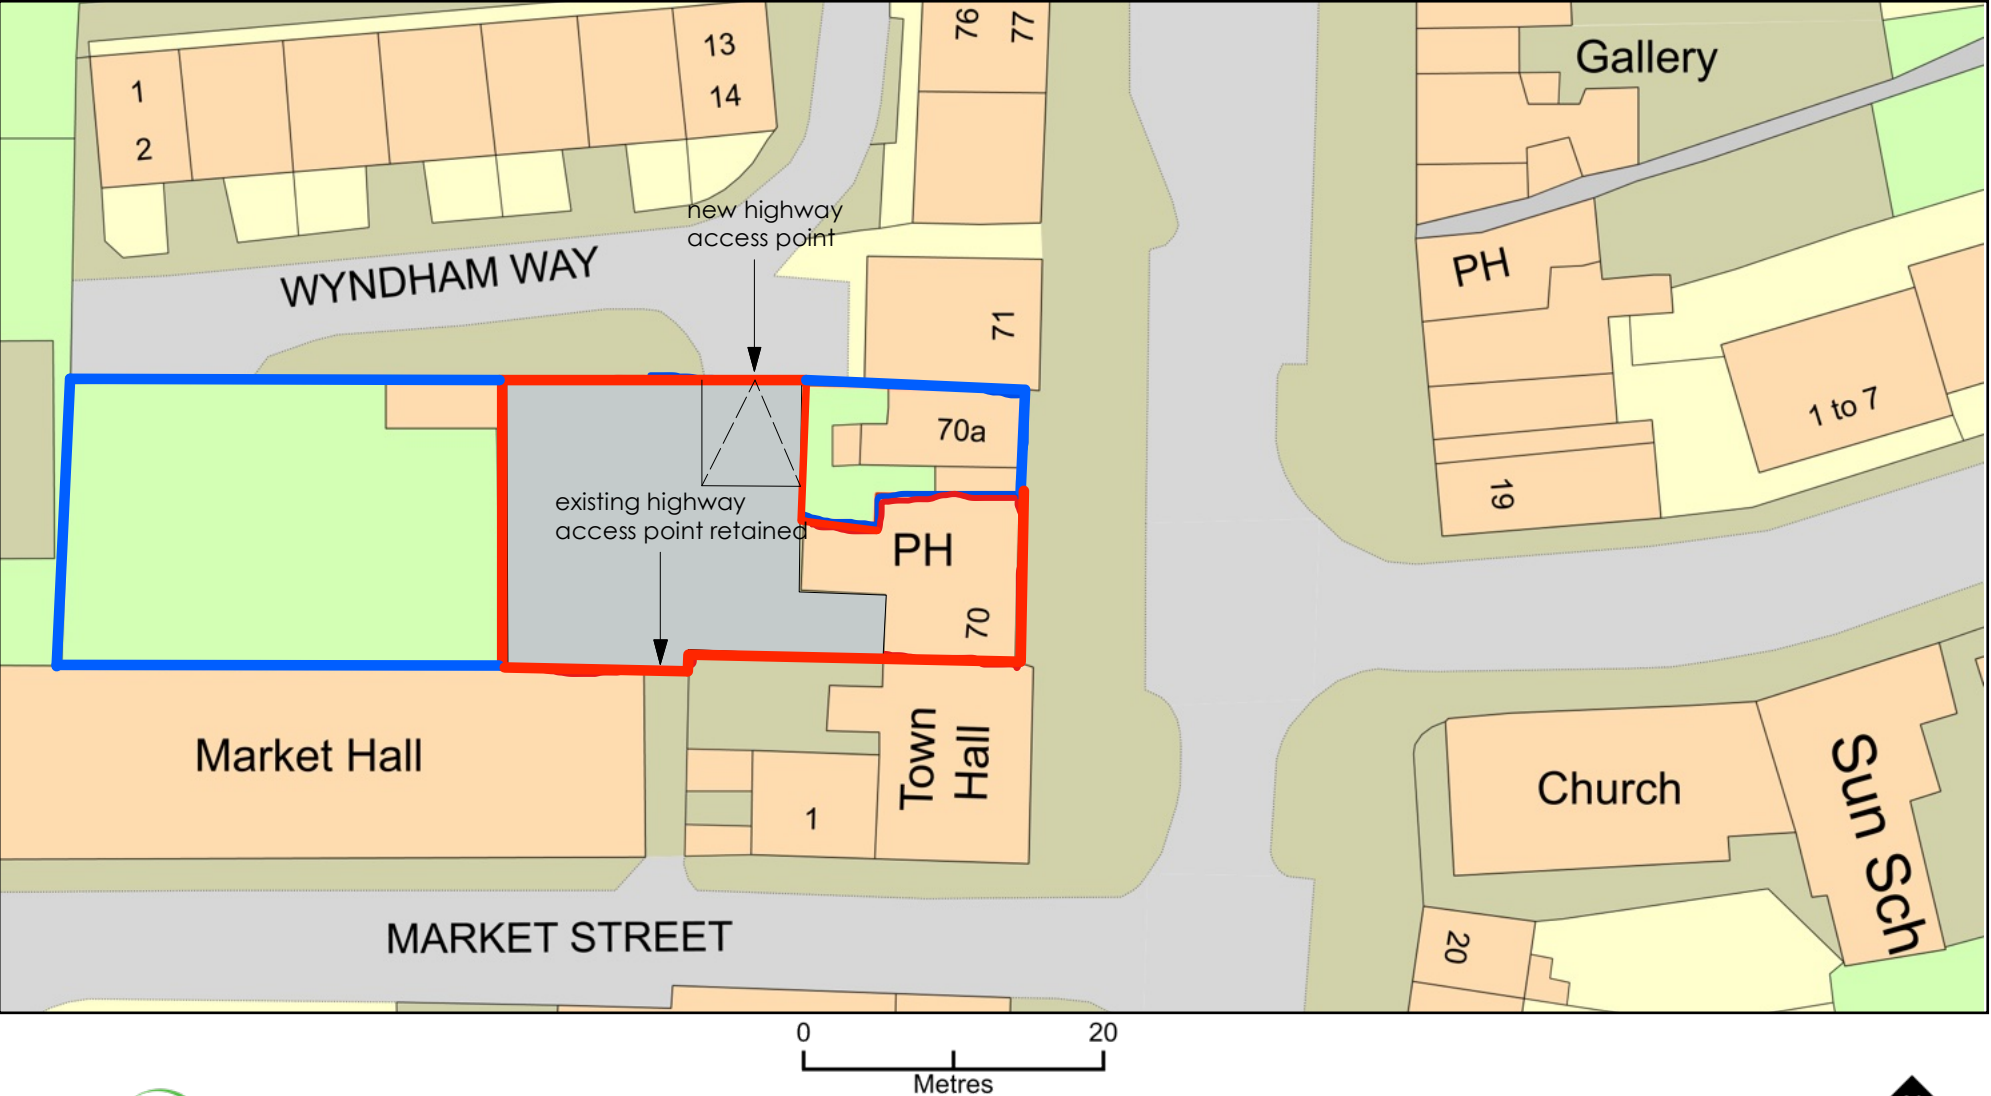 76
77
13
14
1
2
Gallery
new highway
access point
WYNDHAM WAY
PH
71
1 to 7
70a
19
existing highway
access point retained
PH
70
Market Hall
Town
Hall
1
Church
Sun Sch
MARKET STREET
20
0 20
Metres